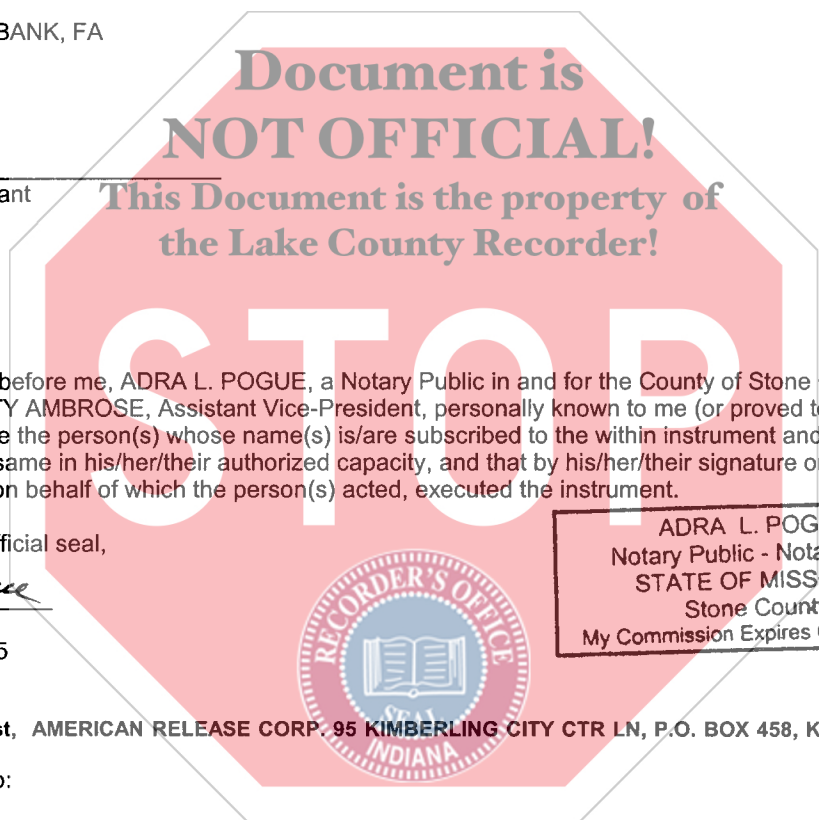 BANK, FA
Document is
NOT OFFICIAL!
This Document is the property of
the Lake County Recorder!
ant
STOP
before me, ADRA L. POGUE, a Notary Public in and for the County of Stone
TY AMBROSE, Assistant Vice-President, personally known to me (or proved to
e the person(s) whose name(s) is/are subscribed to the within instrument and
same in his/her/their authorized capacity, and that by his/her/their signature on
on behalf of which the person(s) acted, executed the instrument.
ficial seal,
ADRA L. POG
Notary Public - Nota
STATE OF MISS
Stone Count
My Commission Expires
5
RECORDER'S OFFICE
SEAL
INDIANA
st, AMERICAN RELEASE CORP. 95 KIMBERLING CITY CTR LN, P.O. BOX 458, K
o: